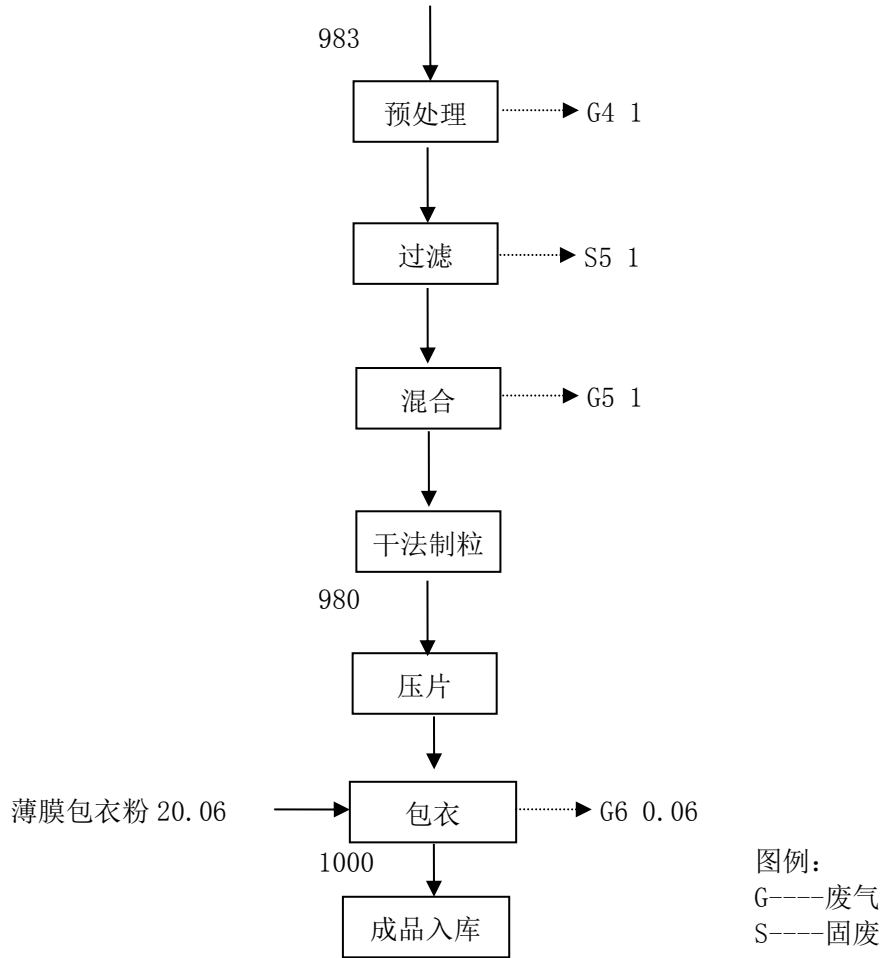 983
预处理
G4 1
过滤
S5 1
混合
G5 1
干法制粒
980
压片
薄膜包衣粉 20.06
包衣
G6 0.06
1000
成品入库
图例：
G----废气
S----固废